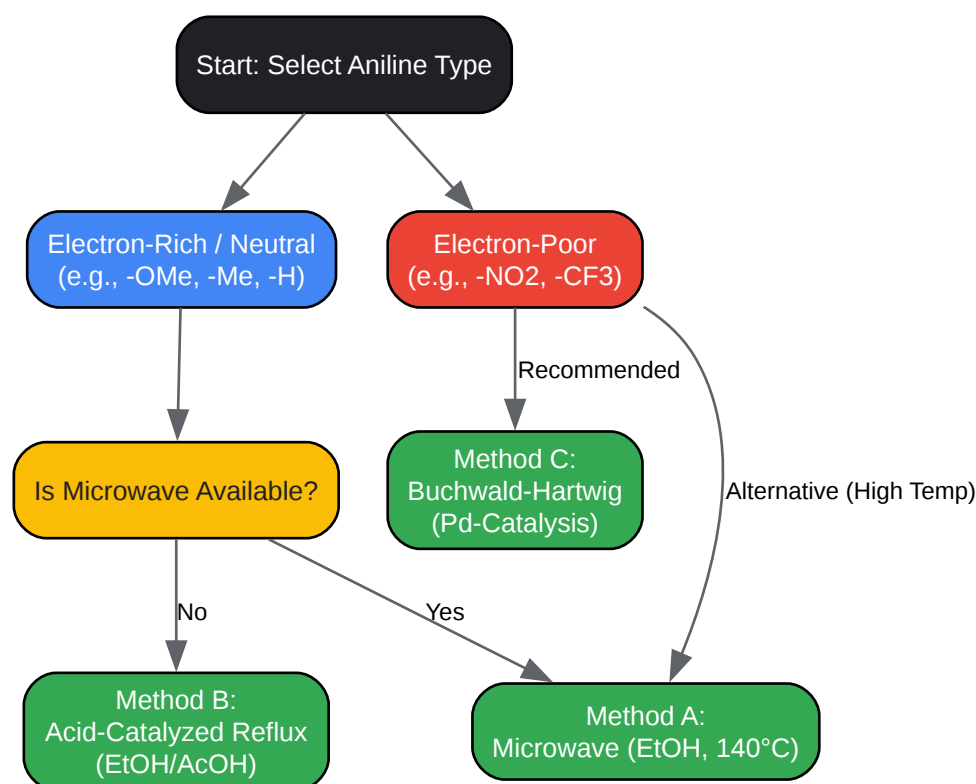 Start: Select Aniline Type
Electron-Rich / Neutral
(e.g., -OMe, -Me, -H)
Electron-Poor
(e.g., -NO2, -CF3)
Recommended
Is Microwave Available?
Method C:
Buchwald-Hartwig
(Pd-Catalysis)
Alternative (High Temp)
No
Yes
Method B:
Acid-Catalyzed Reflux
(EtOH/AcOH)
Method A:
Microwave (EtOH, 140°C)